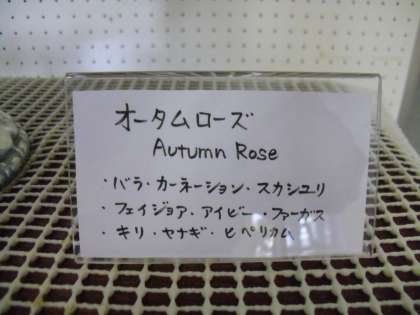 オータムローズ
Autumn Rose
・バラ・カーネーション・スカシユリ
・フェイジョア・アイビー・ファーガス
・キリ・ヤナギ・ヒペリカム